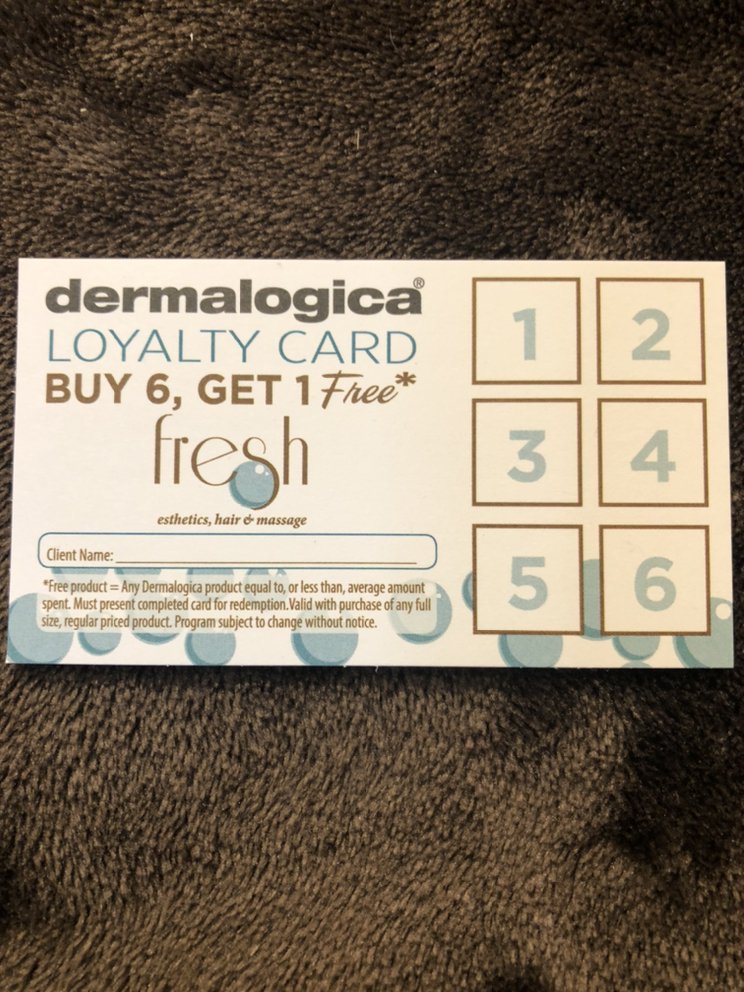 dermalogica®
LOYALTY CARD
BUY 6, GET 1 Free*
fresh
esthetics, hair & massage
Client Name:
*Free product = Any Dermalogica product equal to, or less than, average amount
spent. Must present completed card for redemption. Valid with purchase of any full
size, regular priced product. Program subject to change without notice.
1 2
3 4
5 6